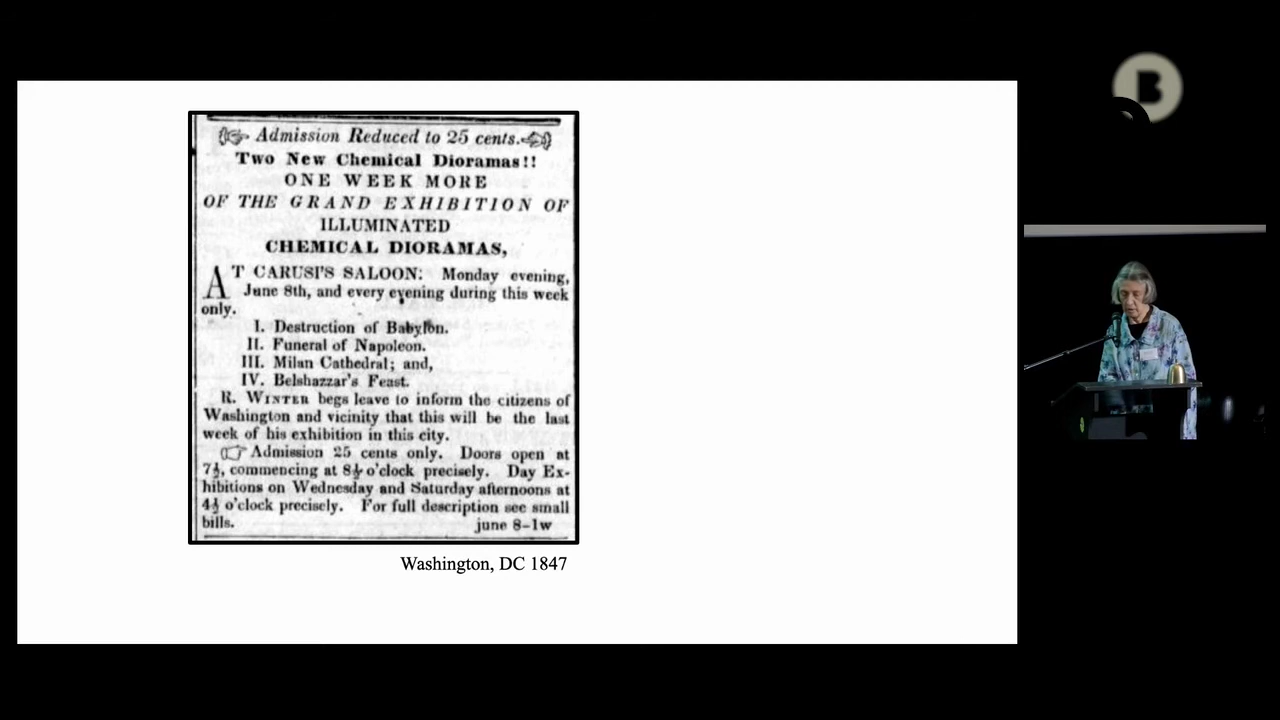 Admission Reduced to 25 cents.
Two New Chemical Dioramas!!
ONE WEEK MORE
OF THE GRAND EXHIBITION OF
ILLUMINATED
CHEMICAL DIORAMAS,
AT CARUSI'S SALOON: Monday evening,
June 8th, and every evening during this week
only.
I. Destruction of Babylon.
II. Funeral of Napoleon.
III. Milan Cathedral; and,
IV. Belshazzar's Feast.
R. WINTER begs leave to inform the citizens of
Washington and vicinity that this will be the last
week of his exhibition in this city.
Admission 25 cents only. Doors open at
7½, commencing at 8½ o'clock precisely. Day Ex-
hibitions on Wednesday and Saturday afternoons at
4½ o'clock precisely. For full description see small
bills.
june 8-1w
Washington, DC 1847
B